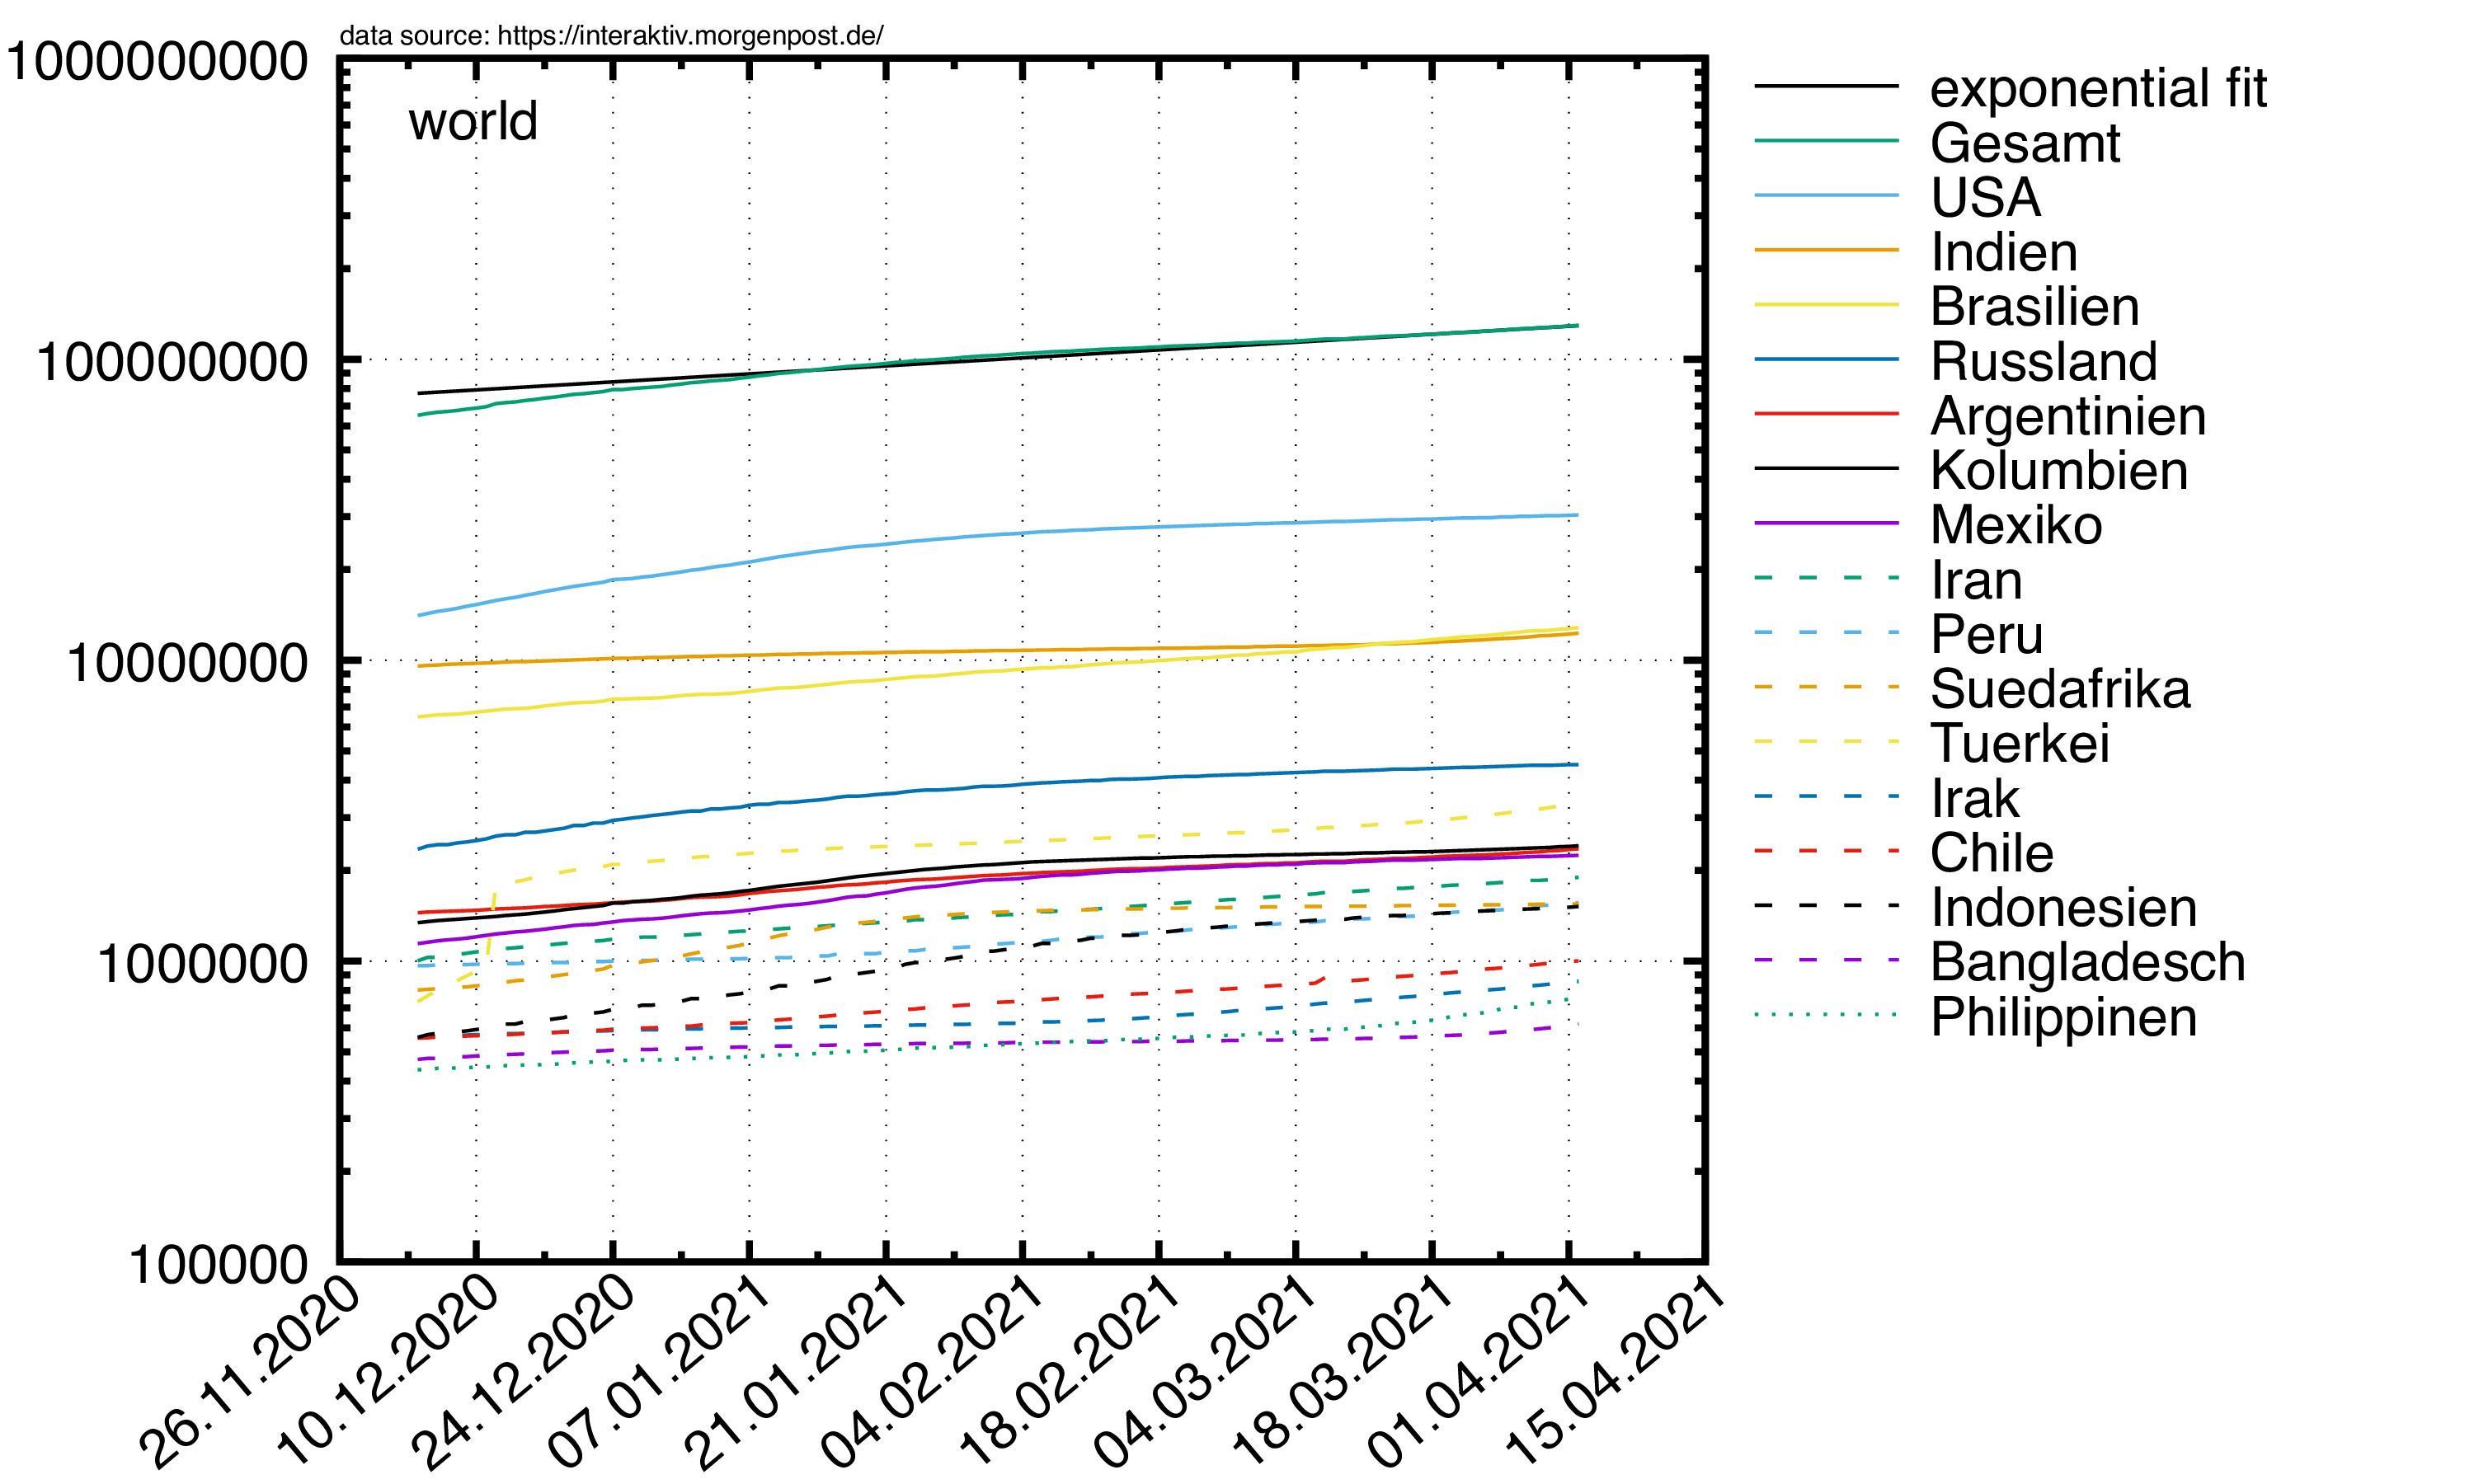 data source: https://interaktiv.morgenpost.de/
world
1000000000
100000000
10000000
1000000
100000
26.11.2020
10.12.2020
24.12.2020
07.01.2021
21.01.2021
04.02.2021
18.02.2021
04.03.2021
18.03.2021
01.04.2021
15.04.2021
exponential fit
Gesamt
USA
Indien
Brasilien
Russland
Argentinien
Kolumbien
Mexiko
Iran
Peru
Suedafrika
Tuerkei
Irak
Chile
Indonesien
Bangladesch
Philippinen